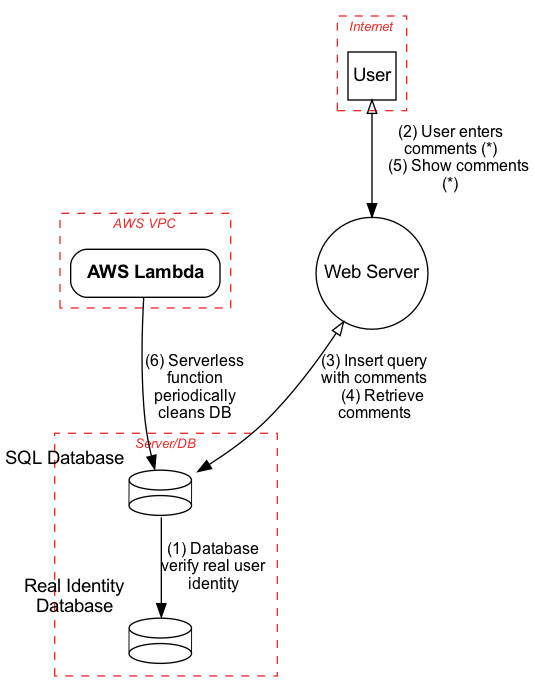 Internet
User
(2) User enters
comments (*)
(5) Show comments
(*)
AWS VPC
AWS Lambda
Web Server
(6) Serverless
function
periodically
cleans DB
(3) Insert query
with comments
(4) Retrieve
comments
Server/DB
SQL Database
(1) Database
verify real user
identity
Real Identity
Database